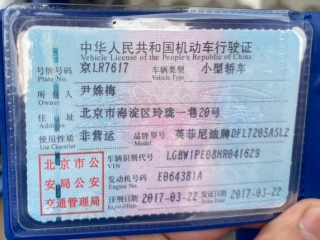 中华人民共和国机动车行驶证
Vehicle License of the People's Republic of China
号牌号码 京LR7617 车辆类型 小型轿车
Plate No. Vehicle Type
所有人 尹姝梅
Owner
住址 北京市海淀区玲珑一巷20号
Address
使用性质 非营运 品牌型号 英菲尼迪牌DFL7205ASL2
Use Character Model
北京市公安局公安交通管理局
车辆识别代号 LGBW1PE08HR041629
VIN
发动机号码 E064381A
Engine No.
注册日期 2017-03-22 发证日期 2017-03-22
Register Date Issue Date